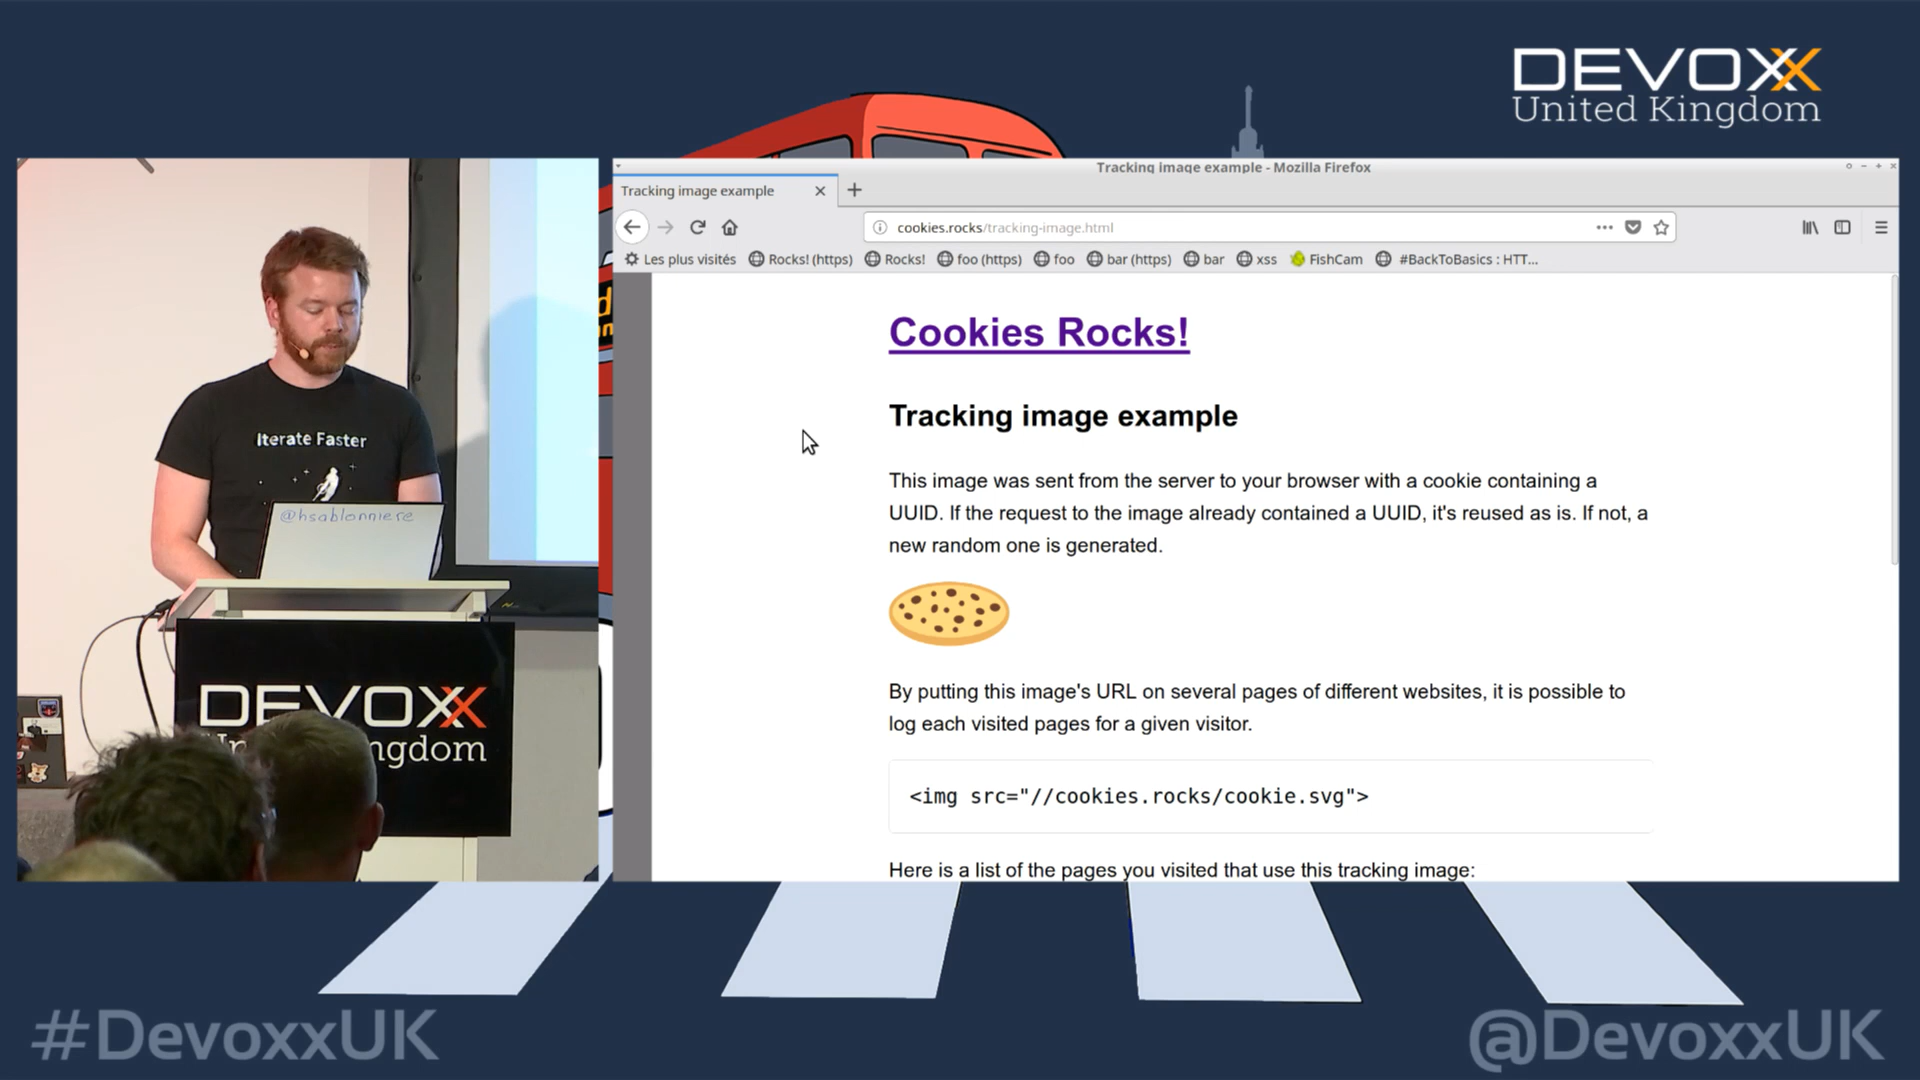 DEVOXX
United Kingdom
Tracking image example - Mozilla Firefox
Tracking image example
cookies.rocks/tracking-image.html
Les plus visités Rocks! (https) Rocks! foo (https) foo bar (https) bar xss FishCam #BackToBasics : HTT...
Cookies Rocks!
Tracking image example
This image was sent from the server to your browser with a cookie containing a
UUID. If the request to the image already contained a UUID, it's reused as is. If not, a
new random one is generated.
By putting this image's URL on several pages of different websites, it is possible to
log each visited pages for a given visitor.
<img src="//cookies.rocks/cookie.svg">
Here is a list of the pages you visited that use this tracking image:
Iterate Faster
@hsablonniere
DEVOXX
#DevoxxUK
@DevoxxUK